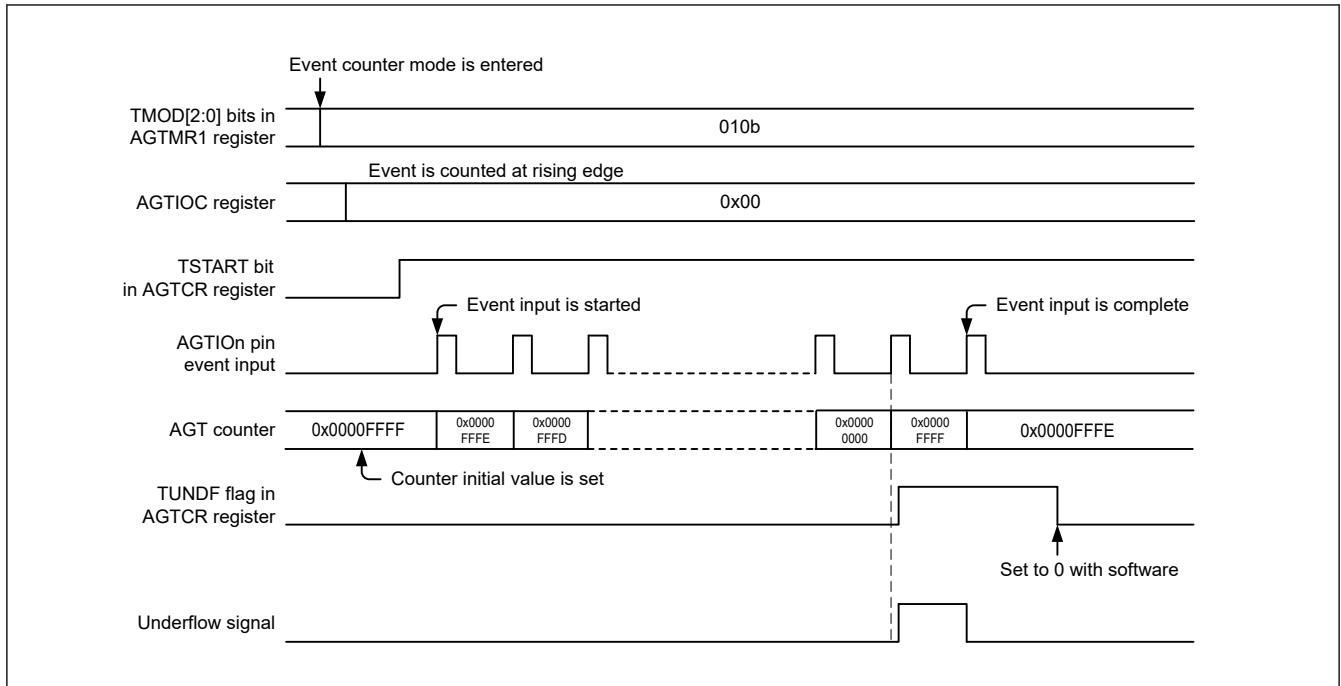 Event counter mode is entered
TMOD[2:0] bits in
AGTMR1 register
010b
Event is counted at rising edge
AGTIOC register
0x00
TSTART bit
in AGTCR register
Event input is started
Event input is complete
AGTIOn pin
event input
AGT counter
0x0000FFFF
0x0000
FFFE
0x0000
FFFD
0x0000
0000
0x0000
FFFF
0x0000FFFE
Counter initial value is set
TUNDF flag in
AGTCR register
Set to 0 with software
Underflow signal